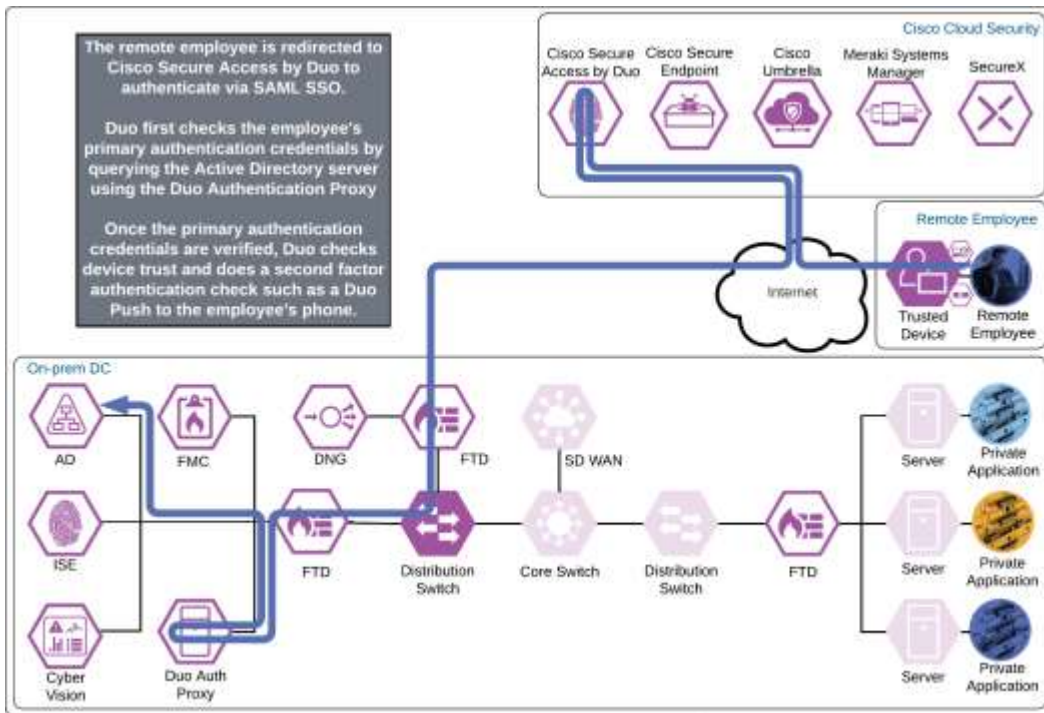 The remote employee is redirected to
Cisco Secure Access by Duo to
authenticate via SAML SSO.
Duo first checks the employee's
primary authentication credentials by
querying the Active Directory server
using the Duo Authentication Proxy
Once the primary authentication
credentials are verified, Duo checks
device trust and does a second factor
authentication check such as a Duo
Push to the employee's phone.
Cisco Cloud Security
Cisco Secure
Access by Duo
Cisco Secure
Endpoint
Cisco
Umbrella
Meraki Systems
Manager
SecureX
Remote Employee
Internet
Trusted
Device
Remote
Employee
On-prem DC
AD
FMC
DNG
FTD
SD WAN
Server
Private
Application
ISE
FTD
Distribution
Switch
Core Switch
Distribution
Switch
FTD
Server
Private
Application
Cyber
Vision
Duo Auth
Proxy
Server
Private
Application